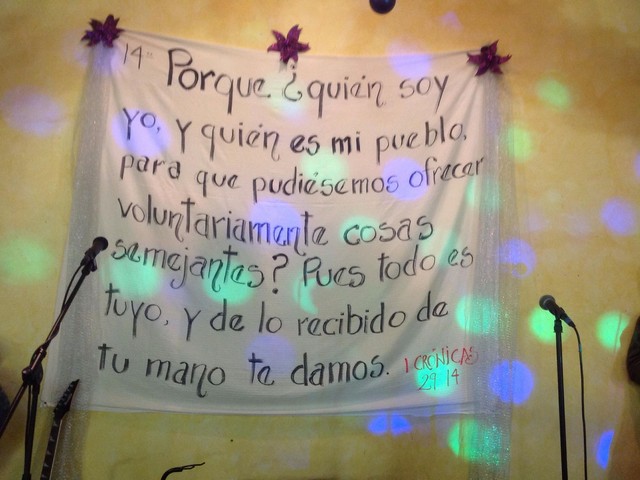 14" Porque ¿quién soy
yo, y quién es mi pueblo,
para que pudiésemos ofrecer
voluntariamente cosas
semejantes? Pues todo es
tuyo, y de lo recibido de
tu mano te damos.
1 CRÓNICAS
29 14